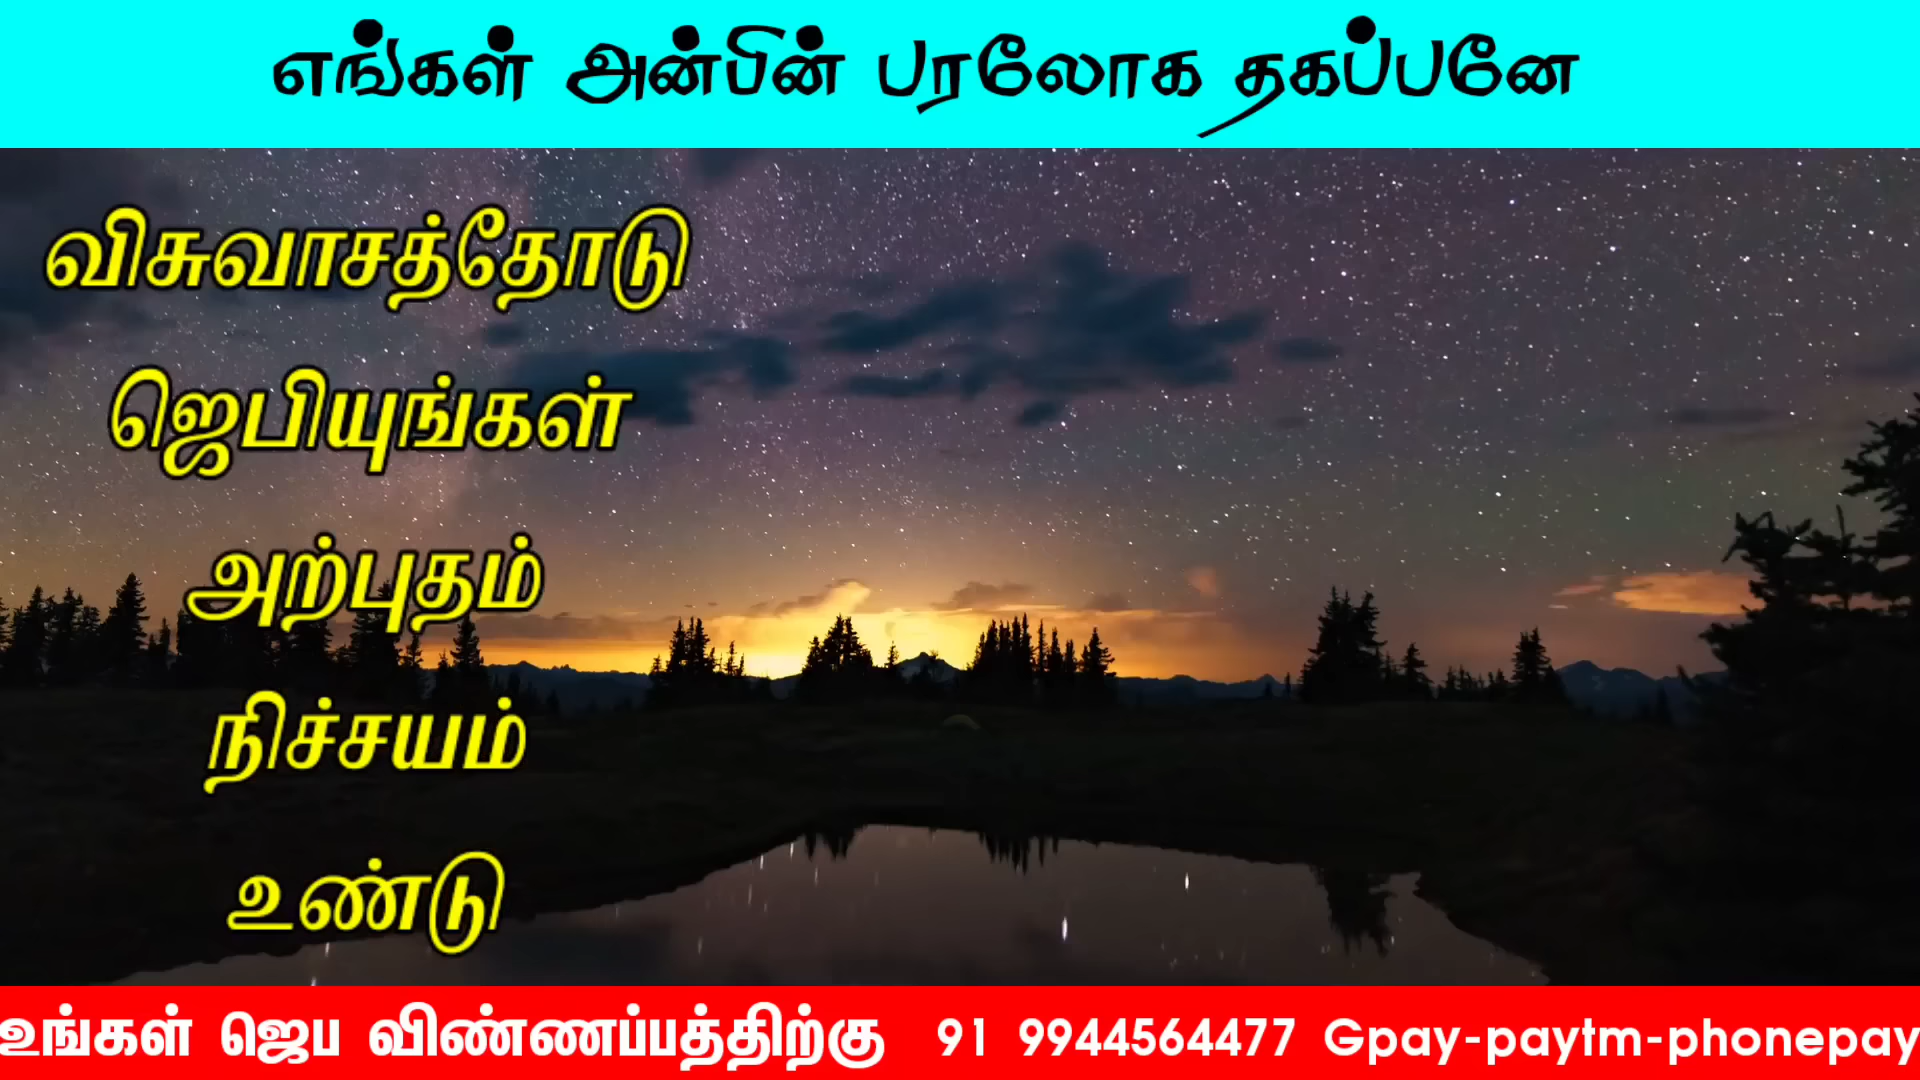 எங்கள் அன்பின் பரலோக தகப்பனே
விசுவாசத்தோடு
ஜெபியுங்கள்
அற்புதம்
நிச்சயம்
உண்டு
உங்கள் ஜெப விண்ணப்பத்திற்கு 91 9944564477 Gpay-paytm-phonepay